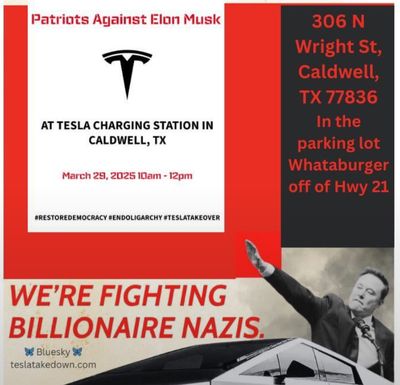 Patriots Against Elon Musk
AT TESLA CHARGING STATION IN
CALDWELL, TX
March 29, 2025 10am - 12pm
#RESTOREDEMOCRACY #ENDOLIGARCHY #TESLATAKEOVER
306 N
Wright St,
Caldwell,
TX 77836
In the
parking lot
Whataburger
off of Hwy 21
WE'RE FIGHTING
BILLIONAIRE NAZIS.
🦋 Bluesky 🦋
teslatakedown.com